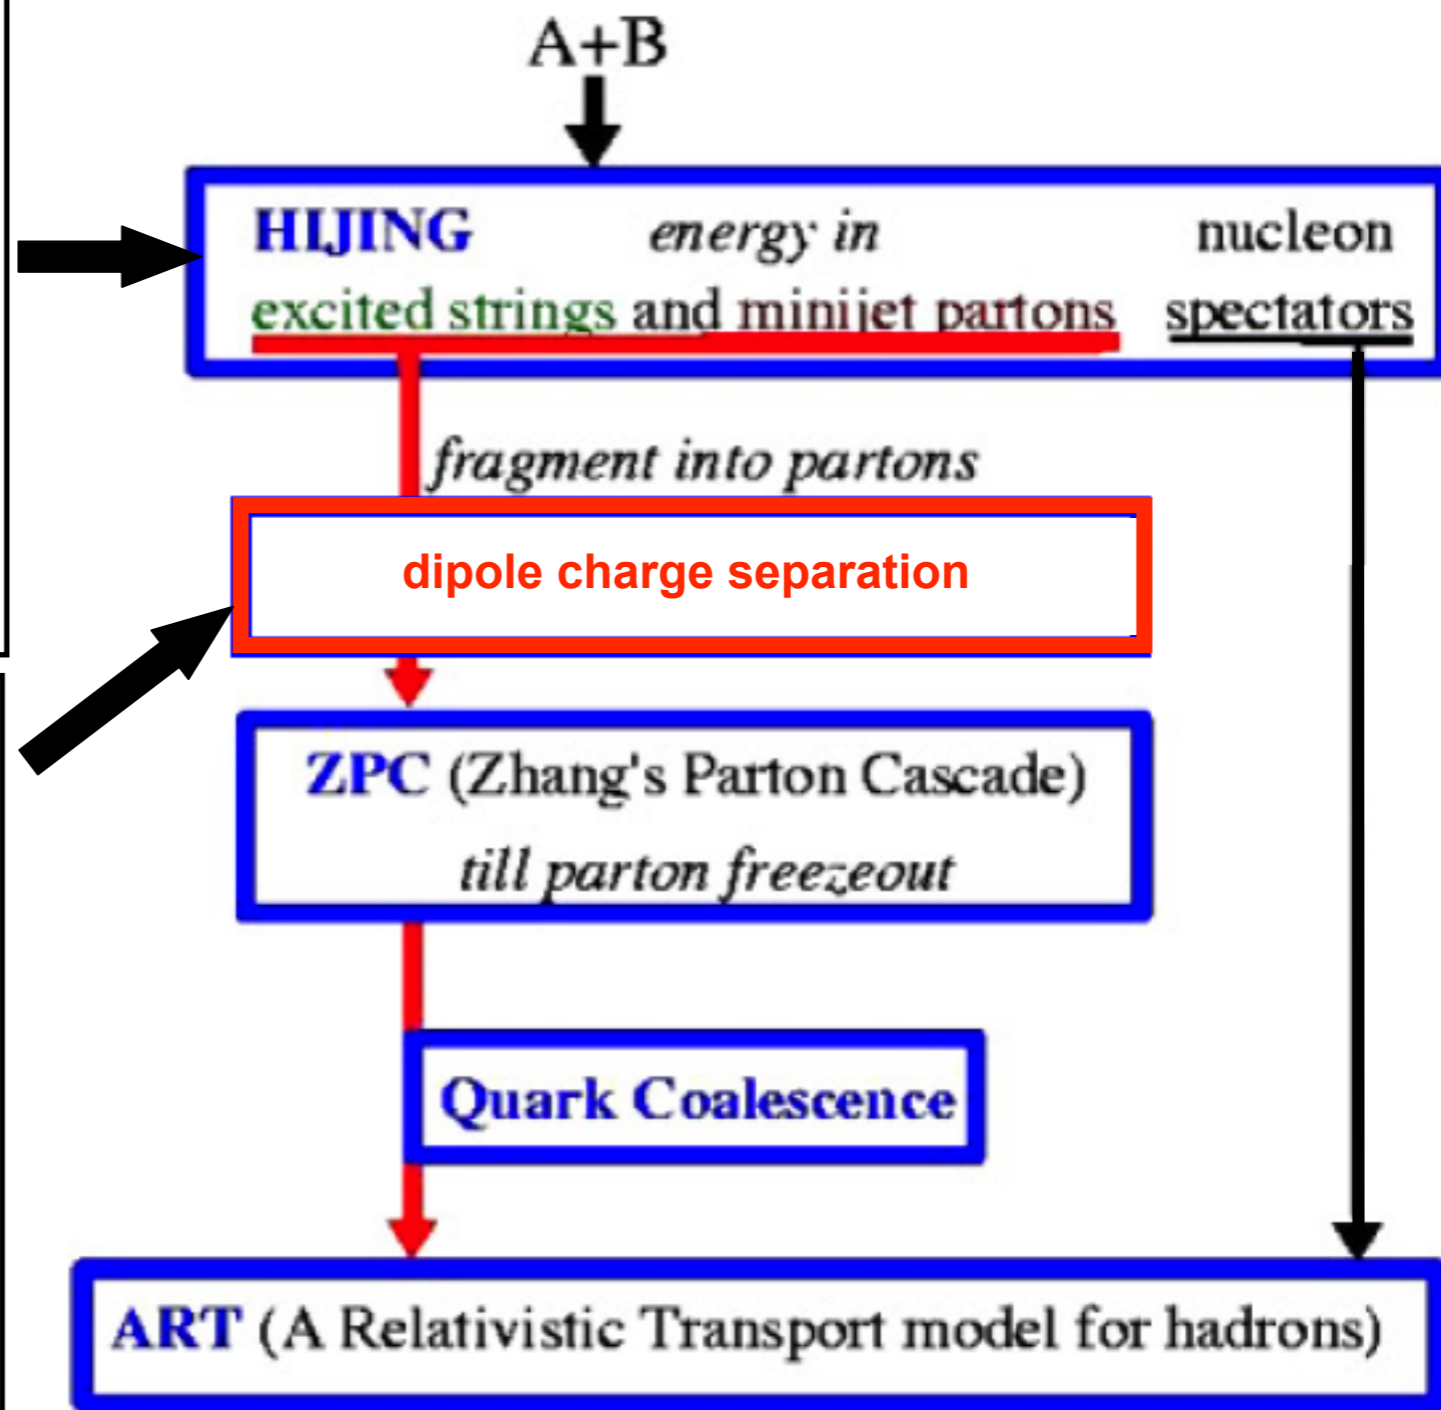 A+B
HIJING energy in nucleon
excited strings and minijet partons spectators
fragment into partons
dipole charge separation
ZPC (Zhang's Parton Cascade)
till parton freezeout
Quark Coalescence
ART (A Relativistic Transport model for hadrons)